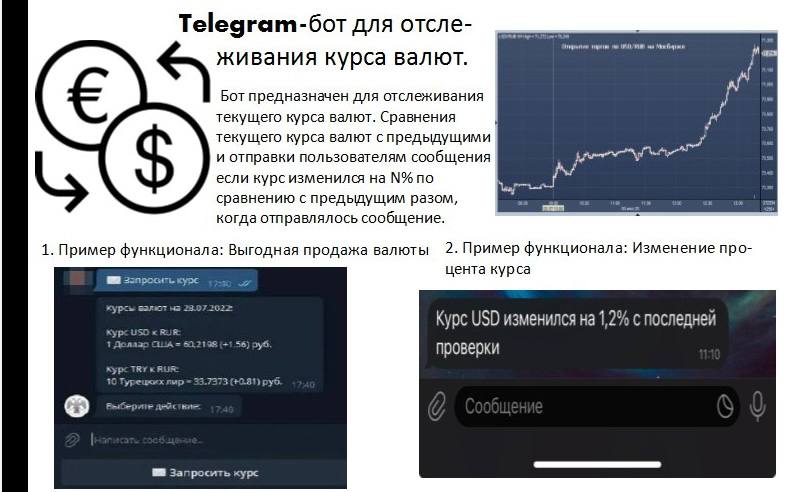 Telegram-бот для отсле-
живания курса валют.
Бот предназначен для отслеживания
текущего курса валют. Сравнения
текущего курса валют с предыдущими
и отправки пользователям сообщения
если курс изменился на N% по
сравнению с предыдущим разом,
когда отправлялось сообщение.
Открытие торгов по USD/RUB на Мосбирже
1. Пример функционала: Выгодная продажа валюты
Запросить курс 17:40
Курсы валют на 28.07.2022:
Курс USD к RUR:
1 Доллар США = 60,2198 (+1.56) руб.
Курс TRY к RUR:
10 Турецких лир = 33.7373 (+0.81) руб. 17:40
Выберите действие: 17:40
Написать сообщение...
Запросить курс
2. Пример функционала: Изменение про-
цента курса
Курс USD изменился на 1,2% с последней
проверки
11:10
Сообщение